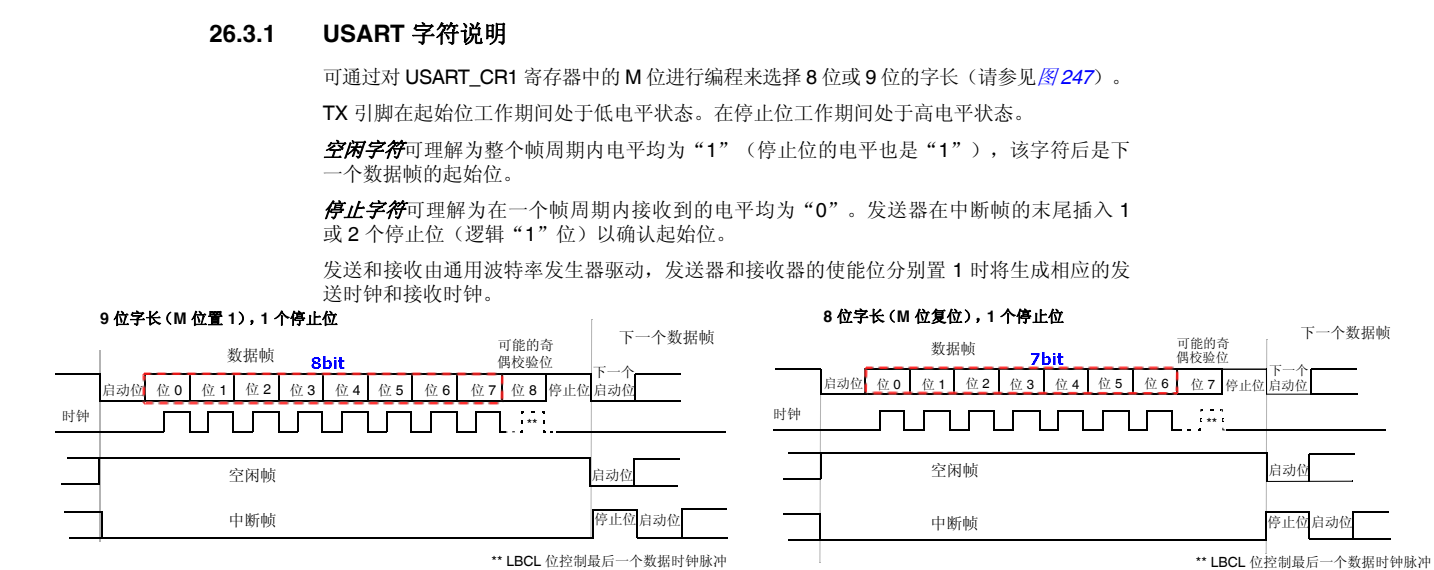 26.3.1 USART 字符说明
可通过对 USART_CR1 寄存器中的 M 位进行编程来选择 8 位或 9 位的字长（请参见图 247）。
TX 引脚在起始位工作期间处于低电平状态。在停止位工作期间处于高电平状态。
空闲字符可理解为整个帧周期内电平均为“1”（停止位的电平也是“1”），该字符后是下
一个数据帧的起始位。
停止字符可理解为在一个帧周期内接收到的电平均为“0”。发送器在中断帧的末尾插入 1
或 2 个停止位（逻辑“1”位）以确认起始位。
发送和接收由通用波特率发生器驱动，发送器和接收器的使能位分别置 1 时将生成相应的发
送时钟和接收时钟。
9 位字长（M 位置 1），1 个停止位
下一个数据帧
数据帧
8bit
可能的奇
偶校验位
下一个
启动位 位 0 位 1 位 2 位 3 位 4 位 5 位 6 位 7 位 8 停止位 启动位
时钟
**
空闲帧
启动位
中断帧
停止位 启动位
** LBCL 位控制最后一个数据时钟脉冲
8 位字长（M 位复位），1 个停止位
下一个数据帧
数据帧
7bit
可能的奇
偶校验位
下一个
启动位 位 0 位 1 位 2 位 3 位 4 位 5 位 6 位 7 停止位 启动位
时钟
**
空闲帧
启动位
中断帧
停止位 启动位
** LBCL 位控制最后一个数据时钟脉冲